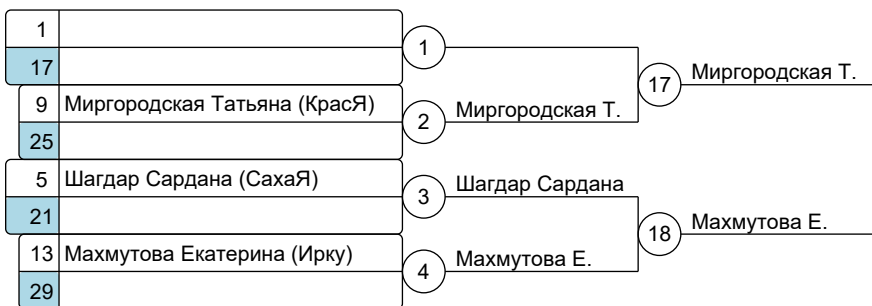 1
17
1
9 Миргородская Татьяна (КрасЯ)
25
2 Миргородская Т.
17 Миргородская Т.
5 Шагдар Сардана (СахаЯ)
21
3 Шагдар Сардана
13 Махмутова Екатерина (Ирку)
29
4 Махмутова Е.
18 Махмутова Е.